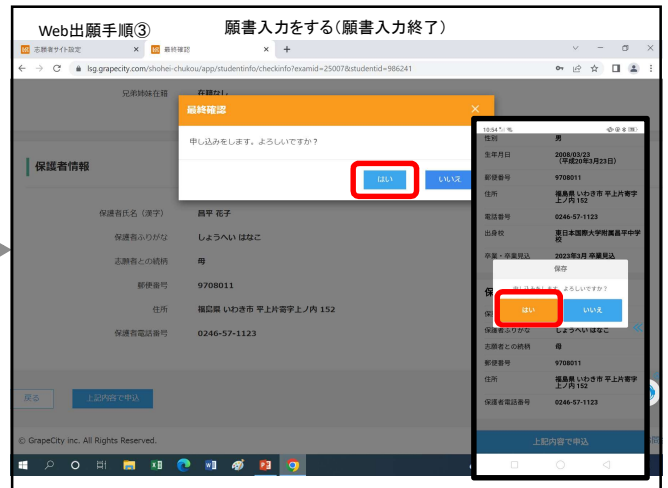 Web出願手順③
願書入力をする(願書入力終了)
志願者サイト設定
最終確認
lsg.grapecity.com/shohei-chukou/app/studentinfo/checkinfo?examid=25007&studentid=986241
兄弟姉妹在籍
在籍なし
最終確認
申し込みをします。よろしいですか?
はい
いいえ
保護者情報
保護者氏名(漢字)
昌平 花子
保護者ふりがな
しょうへい はなこ
志願者との続柄
母
郵便番号
9708011
住所
福島県 いわき市 平上片寄字上ノ内 152
保護者電話番号
0246-57-1123
戻る
上記内容で申込
© GrapeCity inc. All Rights Reserved.
10:54
性別
男
生年月日
2008/03/23
(平成20年3月23日)
郵便番号
9708011
住所
福島県 いわき市 平上片寄字
上ノ内 152
電話番号
0246-57-1123
出身校
東日本国際大学附属昌平中学
校
卒業・卒業見込
2023年3月 卒業見込
保存
申し込みをします。よろしいですか?
はい
いいえ
保護者ふりがな
しょうへい はなこ
志願者との続柄
母
郵便番号
9708011
住所
福島県 いわき市 平上片寄字
上ノ内 152
保護者電話番号
0246-57-1123
上記内容で申込